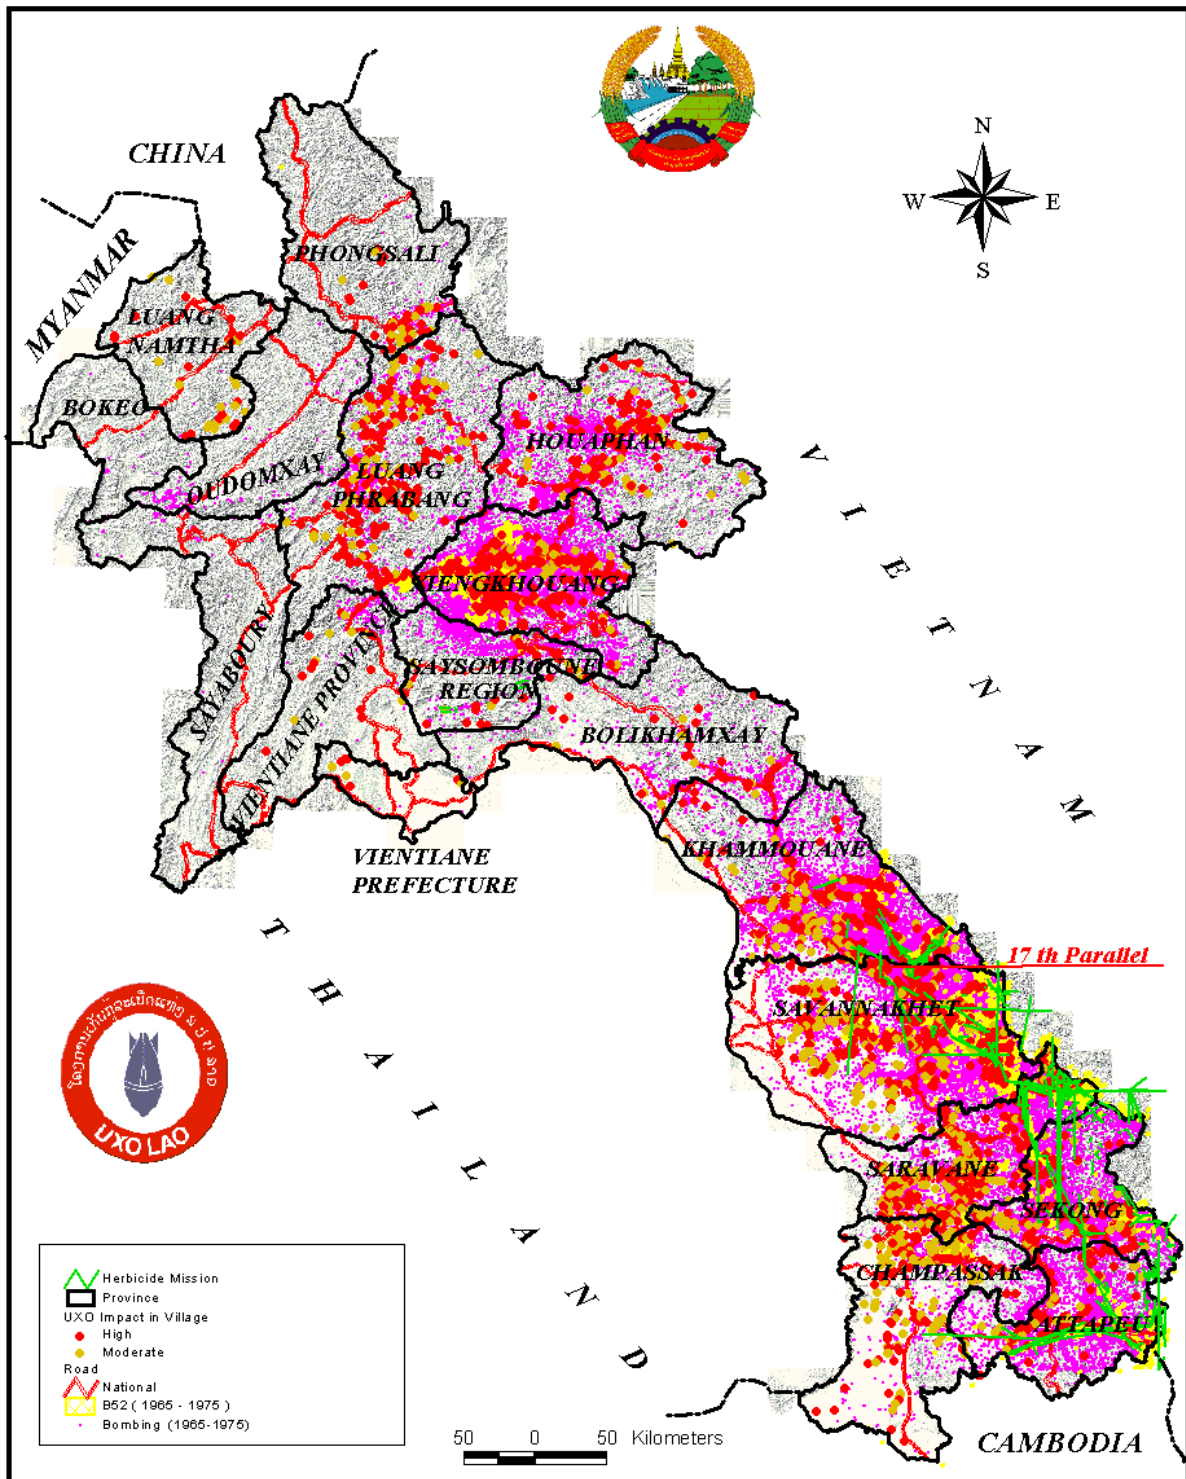 N
W
E
S
CHINA
MYANMAR
PHONGSALI
LUANG
NAMTHA
BOKEO
OUDOMXAY
LUANG
PHRABANG
HOUAPHAN
XIENGKHOUANG
SAYABOURY
VIENTIANE PROVINCE
SAYSOMBOUNE
REGION
BOLIKHAMXAY
VIETNAM
KHAMMOUANE
VIENTIANE
PREFECTURE
THAILAND
17 th Parallel
SAVANNAKHET
SARAVANE
SEKONG
CHAMPASSAK
ATTAPEU
CAMBODIA
UXO LAO
Herbicide Mission
Province
UXO Impact in Village
High
Moderate
Road
National
B52 ( 1965 - 1975 )
Bombing (1965-1975)
50 0 50 Kilometers